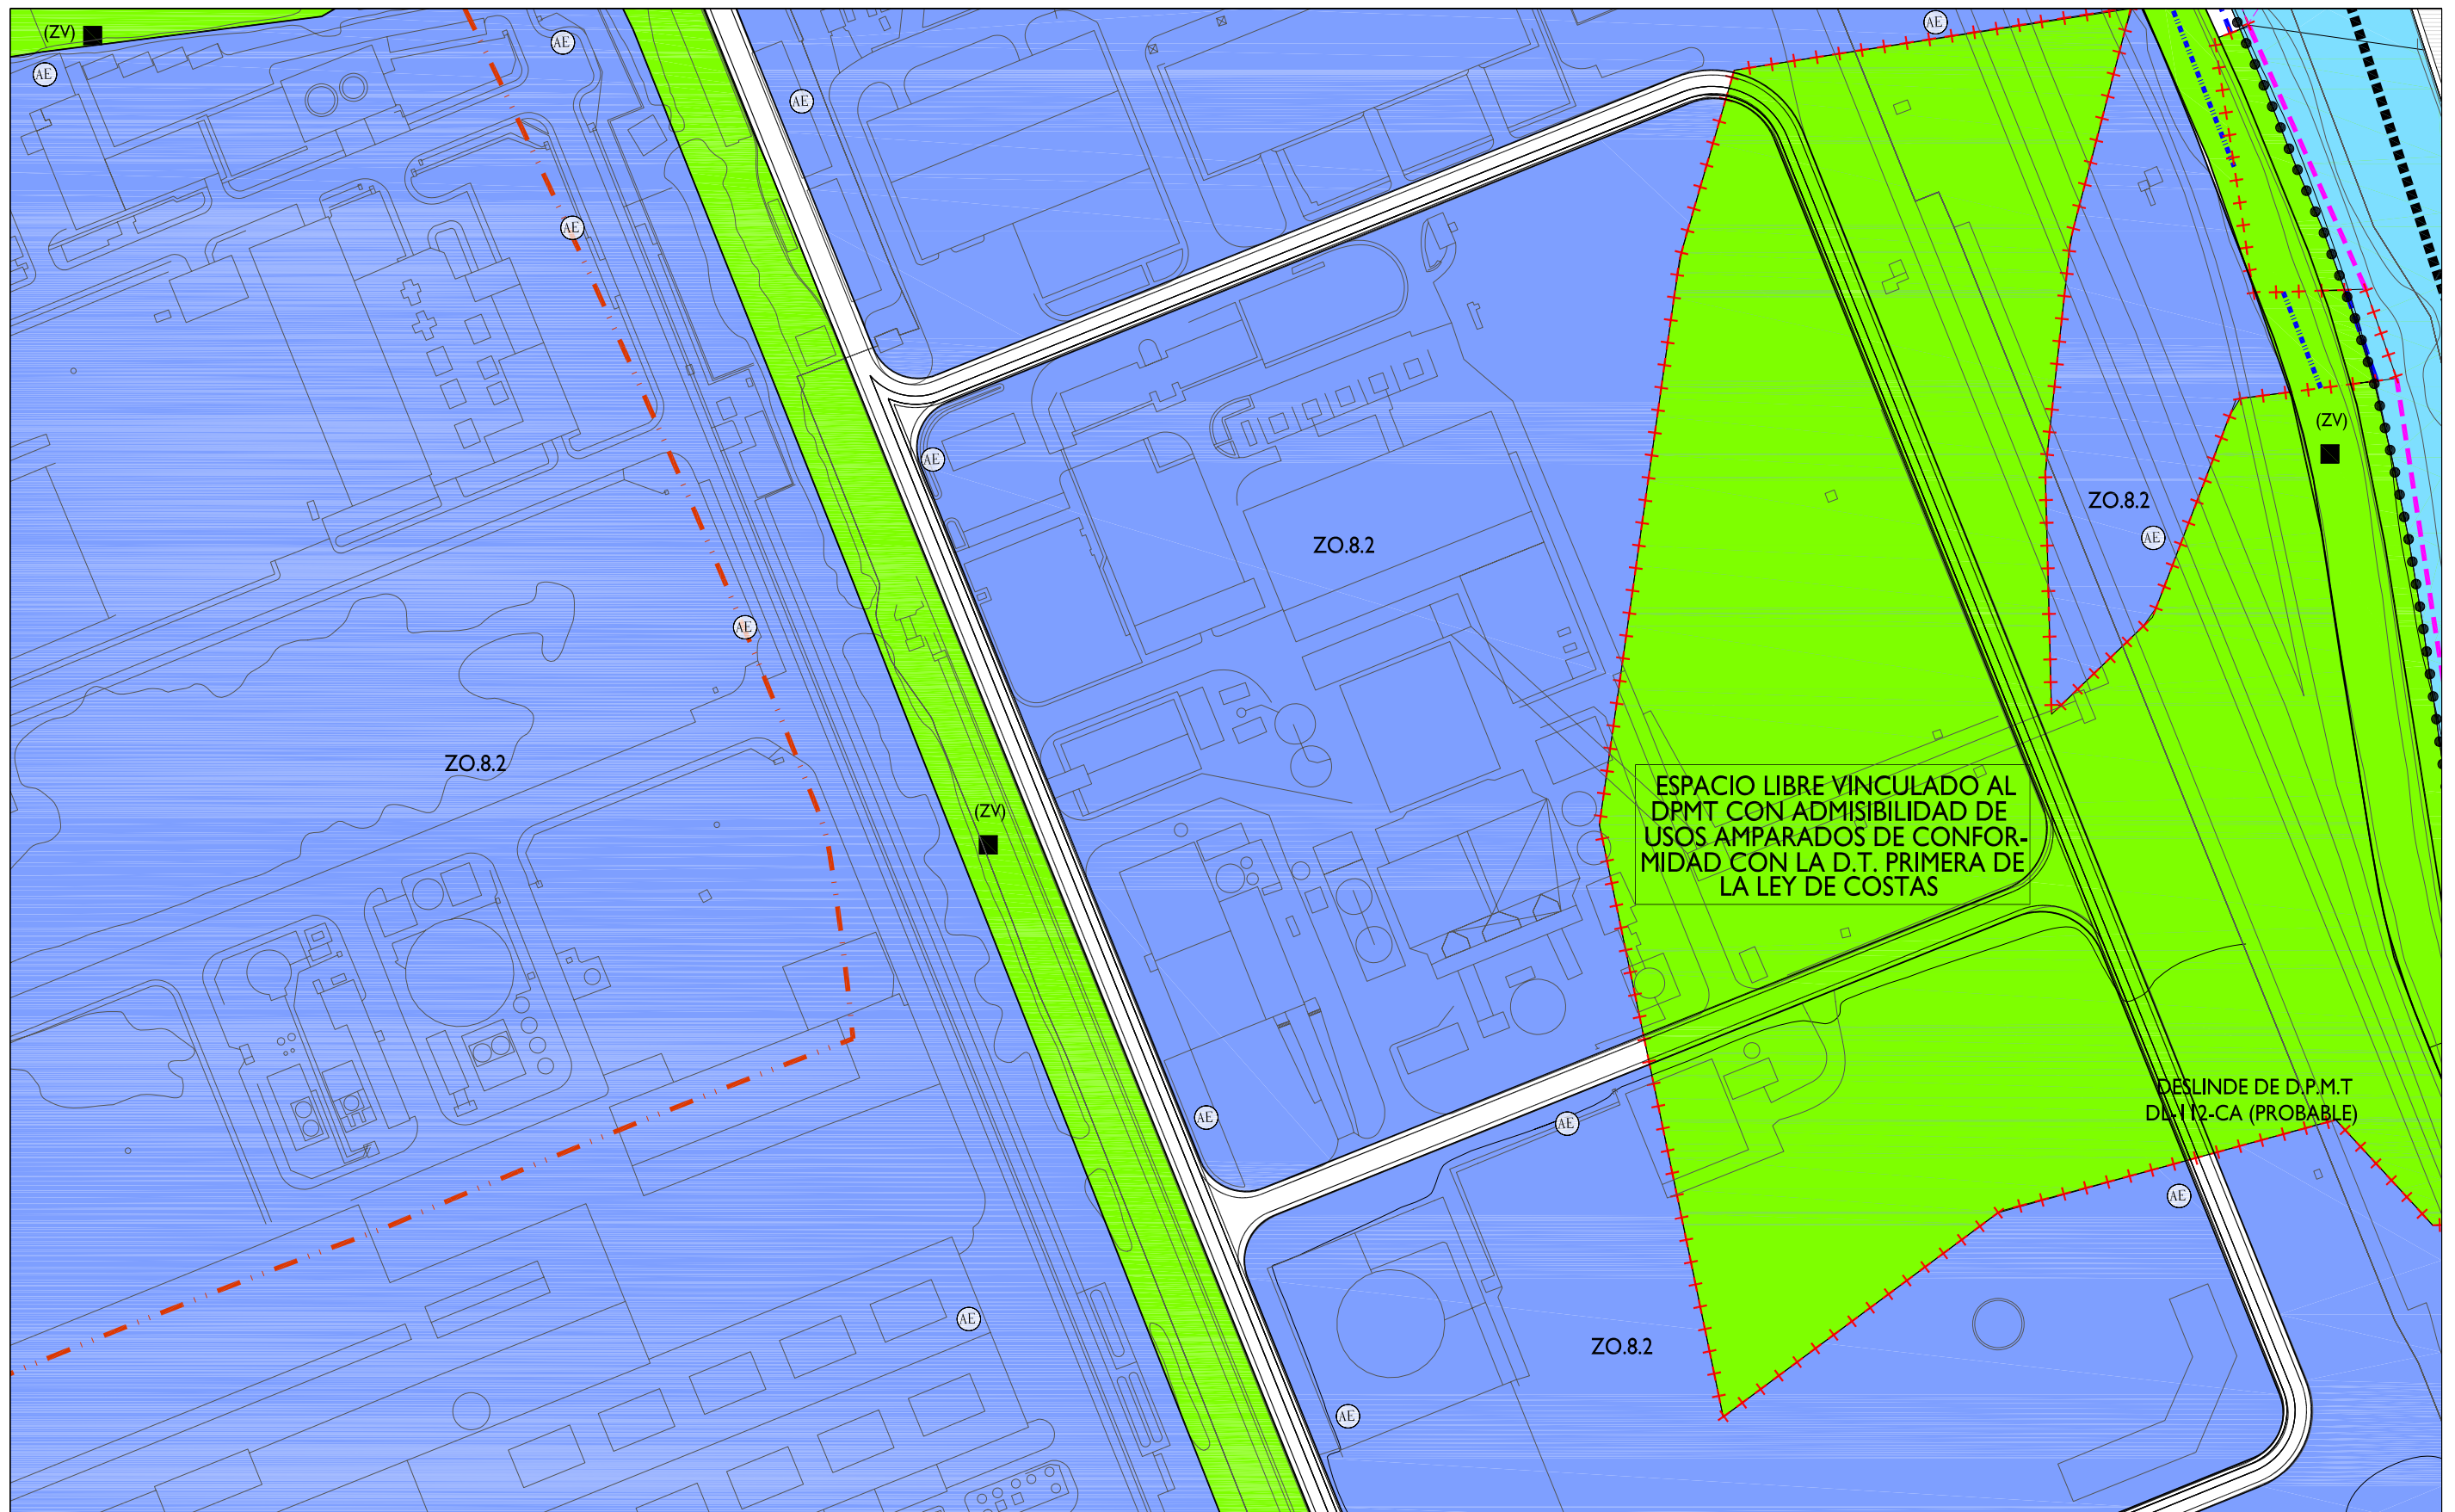 (ZV)
AE
AE
AE
AE
AE
AE
(ZV)
ZO.8.2
AE
ZO.8.2
AE
AE
ZO.8.2
(ZV)
ESPACIO LIBRE VINCULADO AL
DPMT CON ADMISIBILIDAD DE
USOS AMPARADOS DE CONFOR-
MIDAD CON LA D.T. PRIMERA DE
LA LEY DE COSTAS
DESLINDE DE D.P.M.T
DL-112-CA (PROBABLE)
AE
AE
AE
AE
ZO.8.2
AE